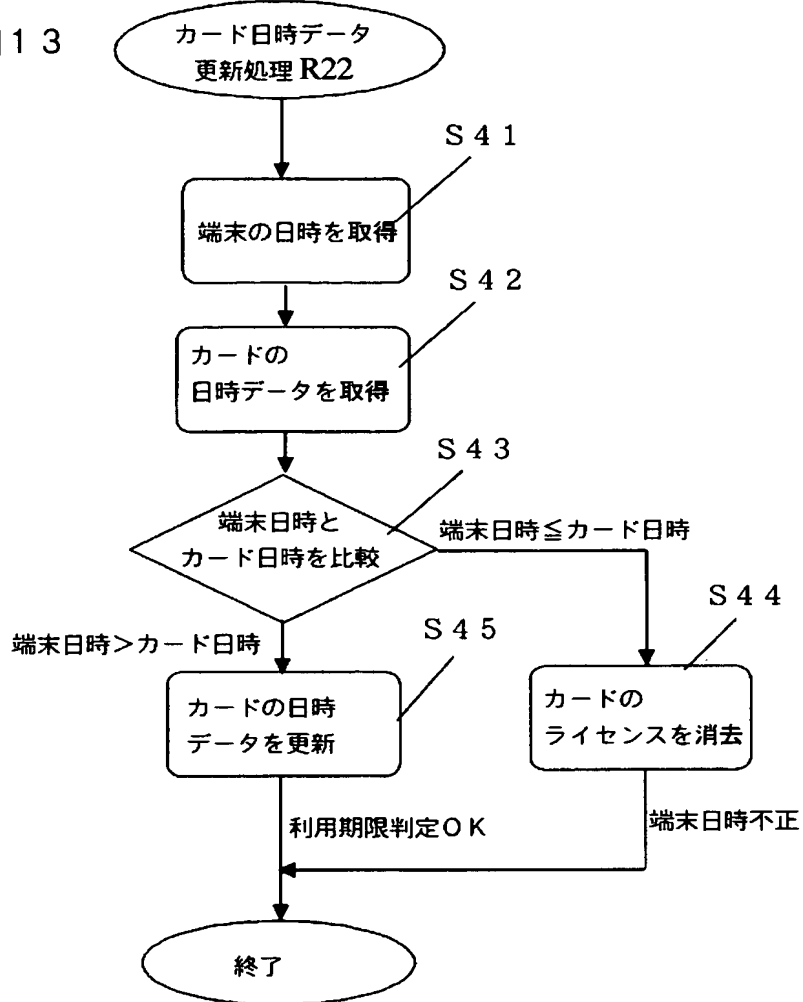 13
カード日時データ
更新処理 R22
S41
端末の日時を取得
S42
カードの
日時データを取得
S43
端末日時と
カード日時を比較
端末日時≦カード日時
S44
端末日時>カード日時
S45
カードの日時
データを更新
カードの
ライセンスを消去
利用期限判定OK
端末日時不正
終了